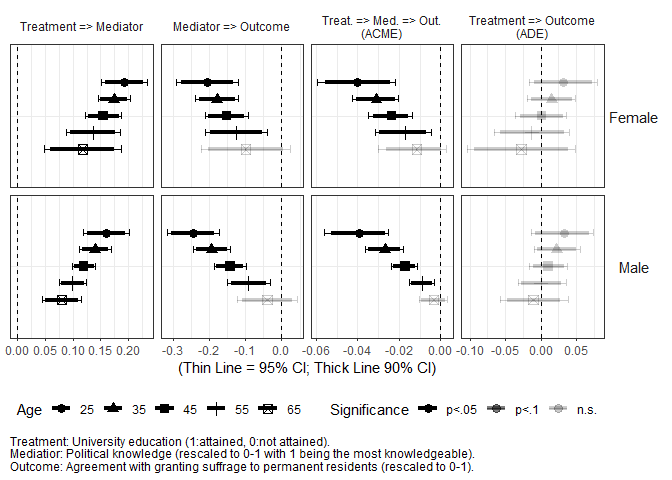 Treatment => Mediator
Mediator => Outcome
Treat. => Med. => Out.
(ACME)
Treatment => Outcome
(ADE)
Female
Male
0.00 0.05 0.10 0.15 0.20
-0.3 -0.2 -0.1 0.0
-0.06 -0.04 -0.02 0.00
-0.10 -0.05 0.00 0.05
(Thin Line = 95% CI; Thick Line 90% CI)
Age 25 35 45 55 65 Significance p<.05 p<.1 n.s.
Treatment: University education (1:attained, 0:not attained).
Mediator: Political knowledge (rescaled to 0-1 with 1 being the most knowledgeable).
Outcome: Agreement with granting suffrage to permanent residents (rescaled to 0-1).